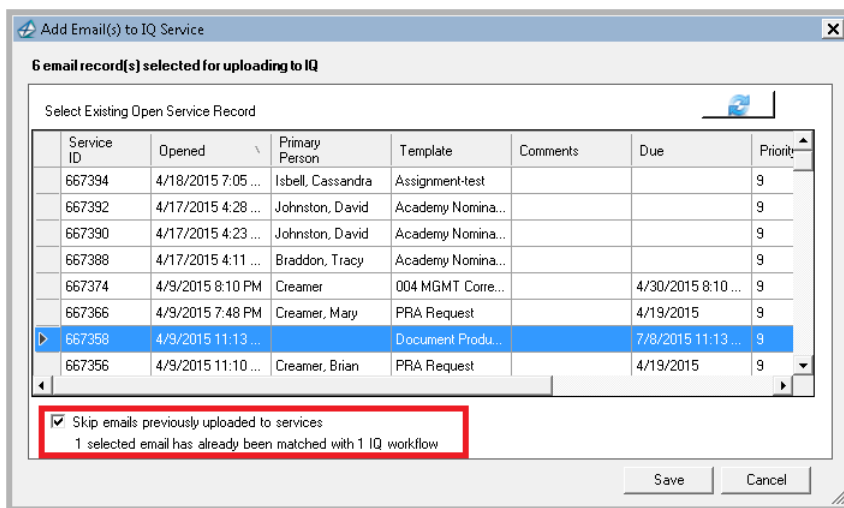 Add Email(s) to IQ Service
6 email record(s) selected for uploading to IQ
Select Existing Open Service Record
Service ID Opened Primary Person Template Comments Due Priority
667394 4/18/2015 7:05 ... Isbell, Cassandra Assignment-test 9
667392 4/17/2015 4:28 ... Johnston, David Academy Nomina... 9
667390 4/17/2015 4:23 ... Johnston, David Academy Nomina... 9
667388 4/17/2015 4:11 ... Braddon, Tracy Academy Nomina... 9
667374 4/9/2015 8:10 PM Creamer 004 MGMT Corre... 4/30/2015 8:10 ... 9
667366 4/9/2015 7:48 PM Creamer, Mary PRA Request 4/19/2015 9
667358 4/9/2015 11:13 ... Document Produ... 7/8/2015 11:13 ... 9
667356 4/9/2015 11:10 ... Creamer, Brian PRA Request 4/19/2015 9
Skip emails previously uploaded to services
1 selected email has already been matched with 1 IQ workflow
Save Cancel